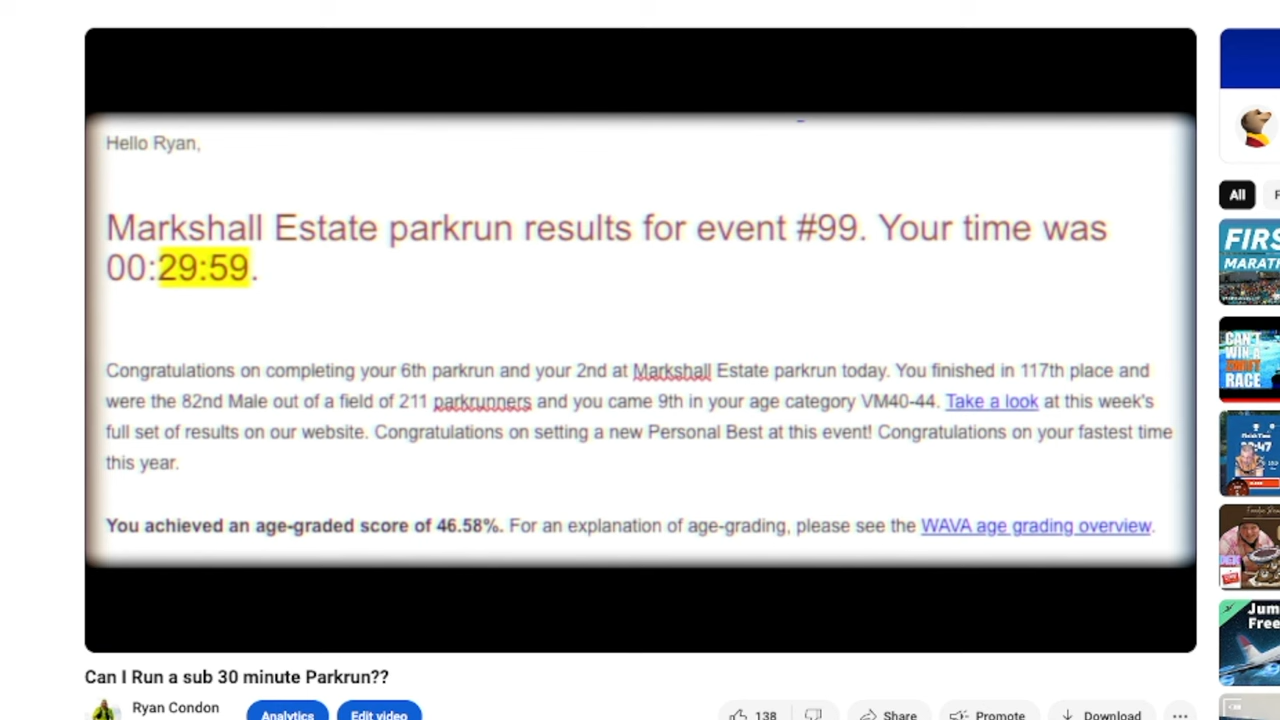 Hello Ryan,
Markshall Estate parkrun results for event #99. Your time was
00:29:59.
Congratulations on completing your 6th parkrun and your 2nd at Markshall Estate parkrun today. You finished in 117th place and
were the 82nd Male out of a field of 211 parkrunners and you came 9th in your age category VM40-44. Take a look at this week's
full set of results on our website. Congratulations on setting a new Personal Best at this event! Congratulations on your fastest time
this year.
You achieved an age-graded score of 46.58%. For an explanation of age-grading, please see the WAVA age grading overview.
Can I Run a sub 30 minute Parkrun??
Ryan Condon
Analytics
Edit video
138
Share
Promote
Download
All
CAN'T
WIN A
RACE